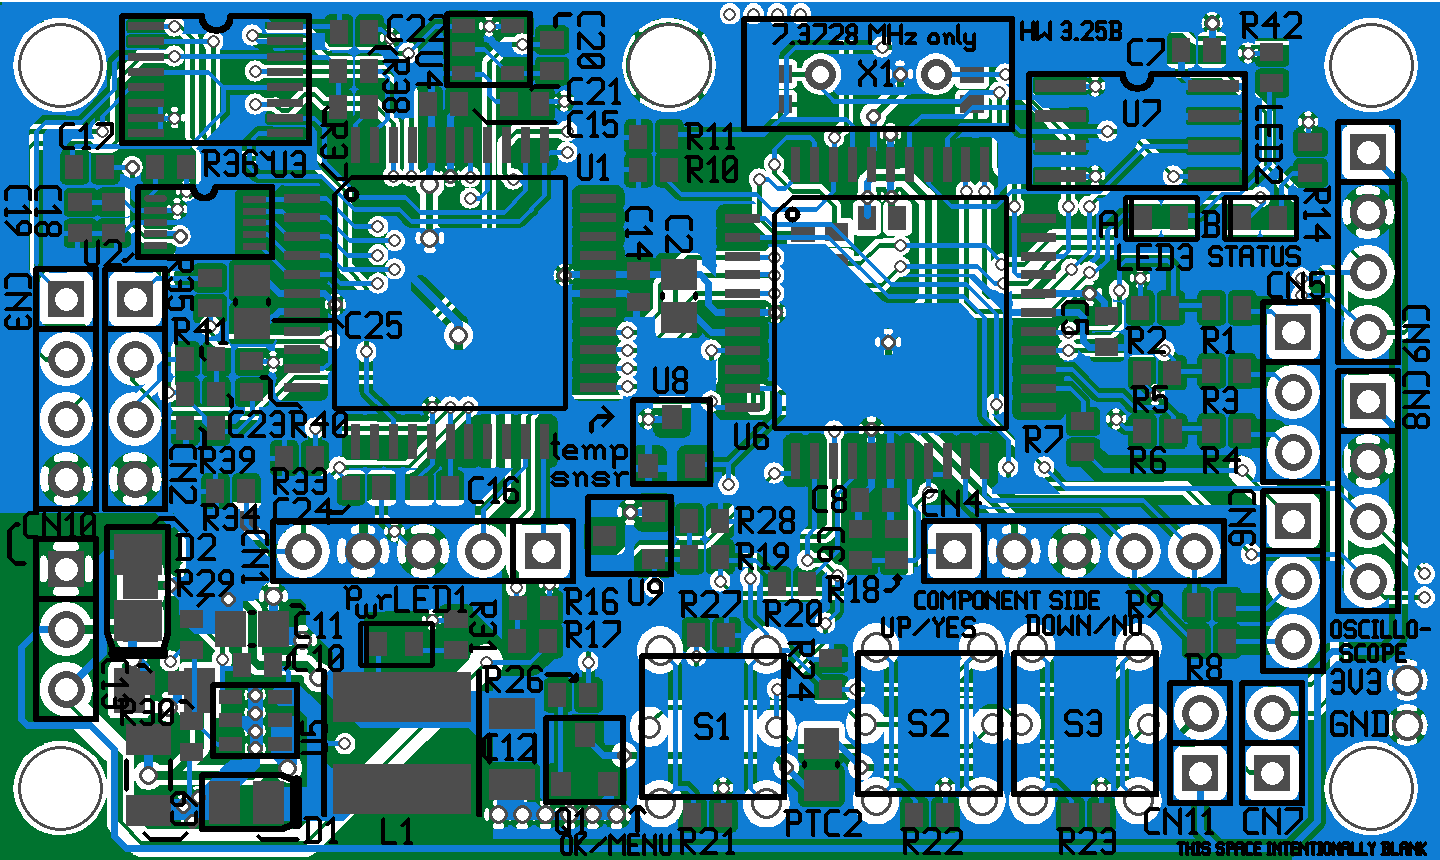 C22
U4
C20
7.3728 MHz only
HW 3.25B
X1
C7
R42
R38
C21
C15
U7
LED2
C17
R36
U3
R37
U1
R11
R10
C19
C18
U2
C14
C2
A
B
LED3
STATUS
R14
CN3
R35
C25
R41
C5
CN5
R2
R1
CN9
U8
R5
R3
CN8
C23
R40
temp
snsr
U6
R7
R6
R4
R39
CN2
R33
C24
C16
C8
CN4
CN6
R34
CN10
D2
CN1
R28
R19
C6
R29
PwrLED1
R31
R16
R17
U9
R27
R20
R18
COMPONENT SIDE
UP/YES
DOWN/NO
R9
OSCILLO-
SCOPE
C11
C10
C13
R30
R26
R24
R8
3V3
GND
U5
C12
S1
S2
S3
C9
D1
L1
Q1
OK/MENU
R21
PTC2
R22
R23
CN11
CN7
THIS SPACE INTENTIONALLY BLANK